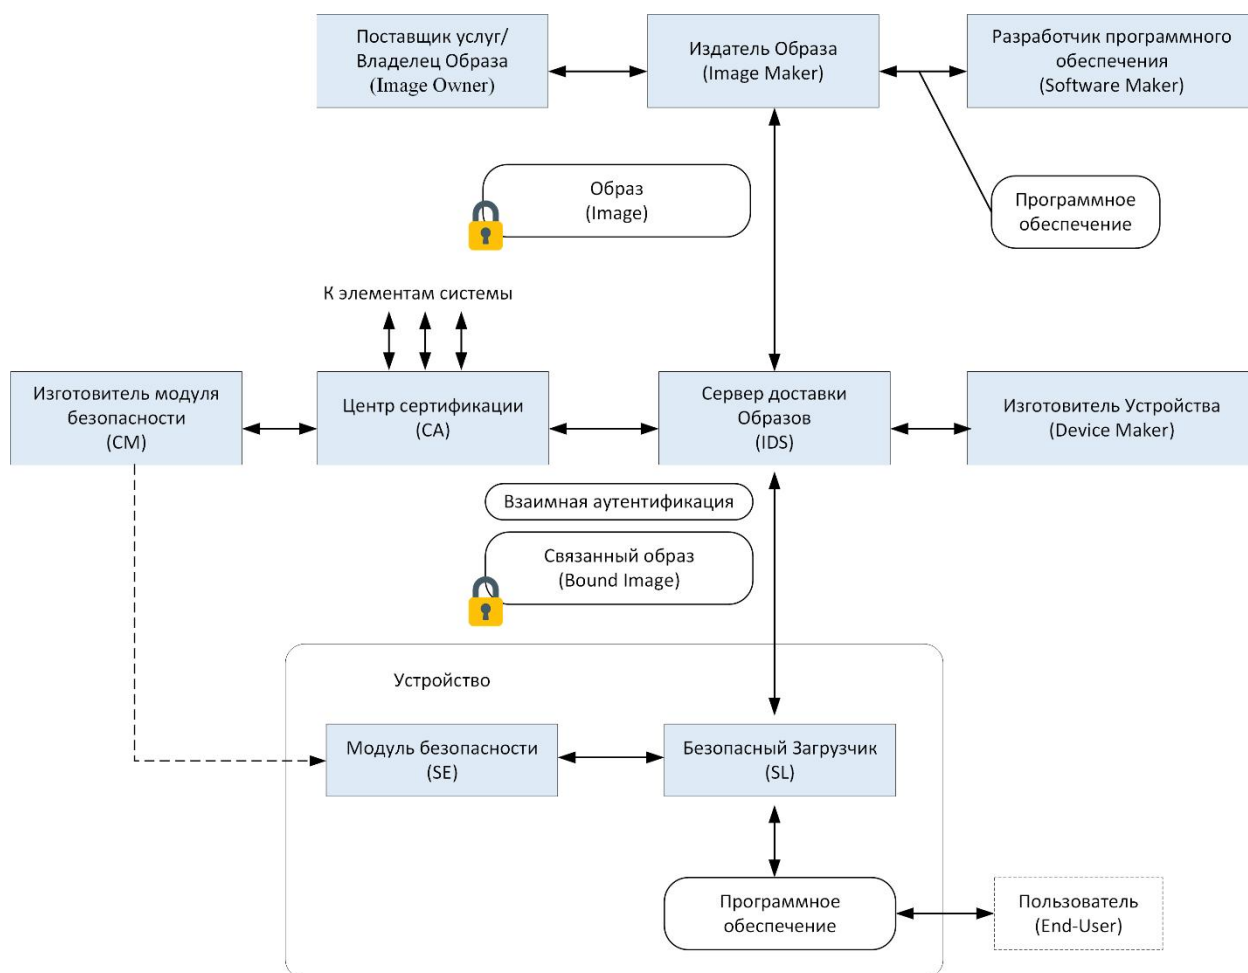 Поставщик услуг/
Владелец Образа
(Image Owner)
Издатель Образа
(Image Maker)
Разработчик программного
обеспечения
(Software Maker)
Образ
(Image)
Программное
обеспечение
К элементам системы
Изготовитель модуля
безопасности
(CM)
Центр сертификации
(CA)
Сервер доставки
Образов
(IDS)
Изготовитель Устройства
(Device Maker)
Взаимная аутентификация
Связанный образ
(Bound Image)
Устройство
Модуль безопасности
(SE)
Безопасный Загрузчик
(SL)
Программное
обеспечение
Пользователь
(End-User)